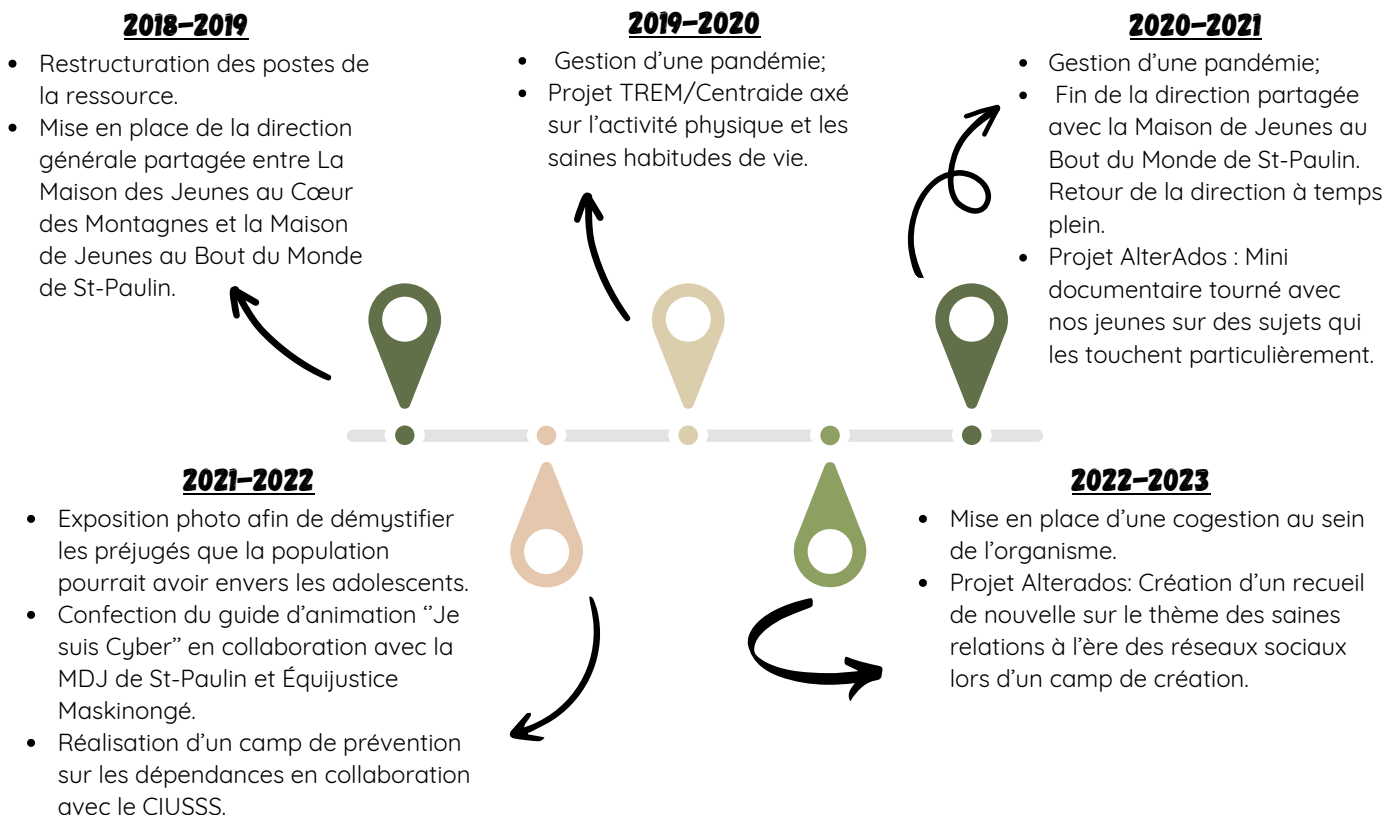 2018–2019
• Restructuration des postes de
la ressource.
• Mise en place de la direction
générale partagée entre La
Maison des Jeunes au Cœur
des Montagnes et la Maison
de Jeunes au Bout du Monde
de St-Paulin.
2019–2020
• Gestion d’une pandémie;
• Projet TREM/Centraide axé
sur l’activité physique et les
saines habitudes de vie.
2020–2021
• Gestion d’une pandémie;
• Fin de la direction partagée
avec la Maison de Jeunes au
Bout du Monde de St-Paulin.
Retour de la direction à temps
plein.
• Projet AlterAdos : Mini
documentaire tourné avec
nos jeunes sur des sujets qui
les touchent particulièrement.
2021–2022
• Exposition photo afin de démystifier
les préjugés que la population
pourrait avoir envers les adolescents.
• Confection du guide d’animation ‘’Je
suis Cyber’’ en collaboration avec la
MDJ de St-Paulin et Équijustice
Maskinongé.
• Réalisation d’un camp de prévention
sur les dépendances en collaboration
avec le CIUSSS.
2022–2023
• Mise en place d’une cogestion au sein
de l’organisme.
• Projet Alterados: Création d’un recueil
de nouvelle sur le thème des saines
relations à l’ère des réseaux sociaux
lors d’un camp de création.